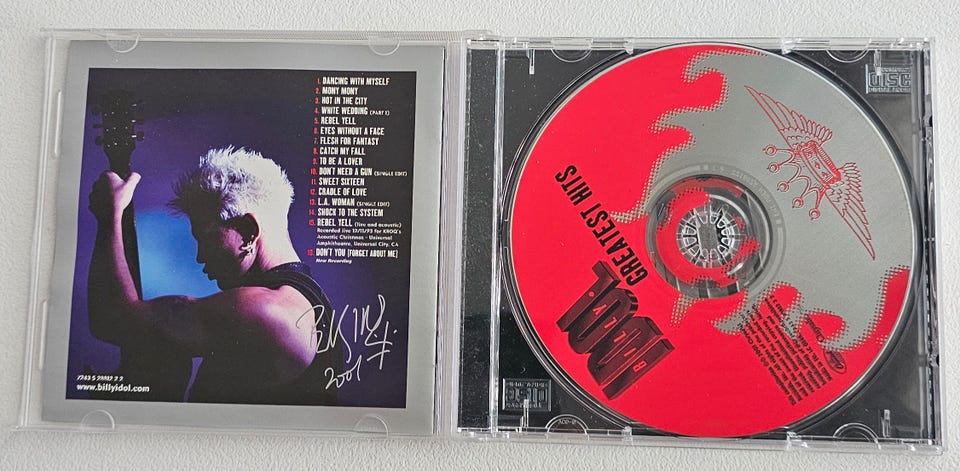 1. DANCING WITH MYSELF
2. MONY MONY
3. HOT IN THE CITY
4. WHITE WEDDING (PART 1)
5. REBEL YELL
6. EYES WITHOUT A FACE
7. FLESH FOR FANTASY
8. CATCH MY FALL
9. TO BE A LOVER
10. DON'T NEED A GUN (SINGLE EDIT)
11. SWEET SIXTEEN
12. CRADLE OF LOVE
13. L.A. WOMAN (SINGLE EDIT)
14. SHOCK TO THE SYSTEM
15. REBEL YELL (live and acoustic)
Recorded live 12/11/93 for KROQ's
Acoustic Christmas - Universal
Amphitheatre, Universal City, CA
16. DON'T YOU (FORGET ABOUT ME)
New Recording
Billy Idol
2001
www.billyidol.com
BILLY
IDOL
GREATEST HITS